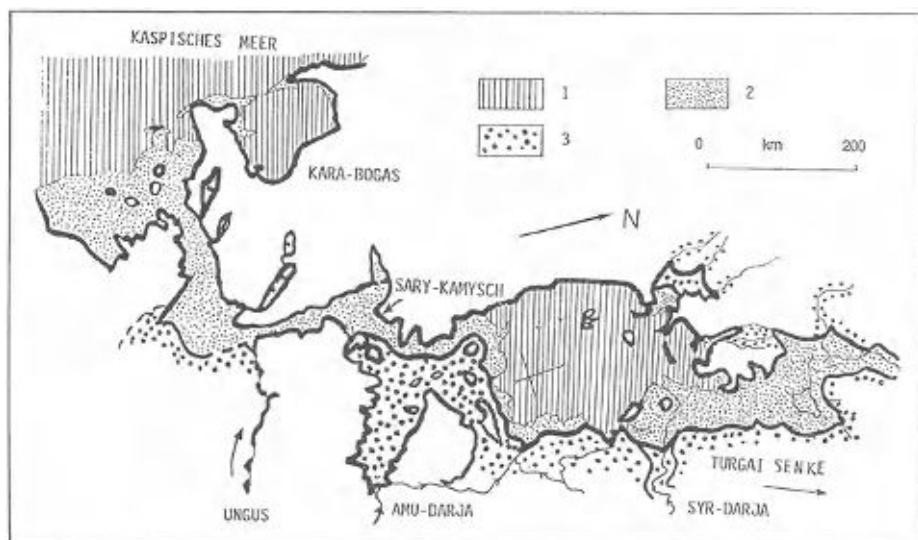 KASPISCHES MEER
1
2
3
0 km 200
KARA-BOGAS
N
SARY-KAMYSCH
TURGAI SENKE
UNGUS
AMU-DARJA
SYR-DARJA